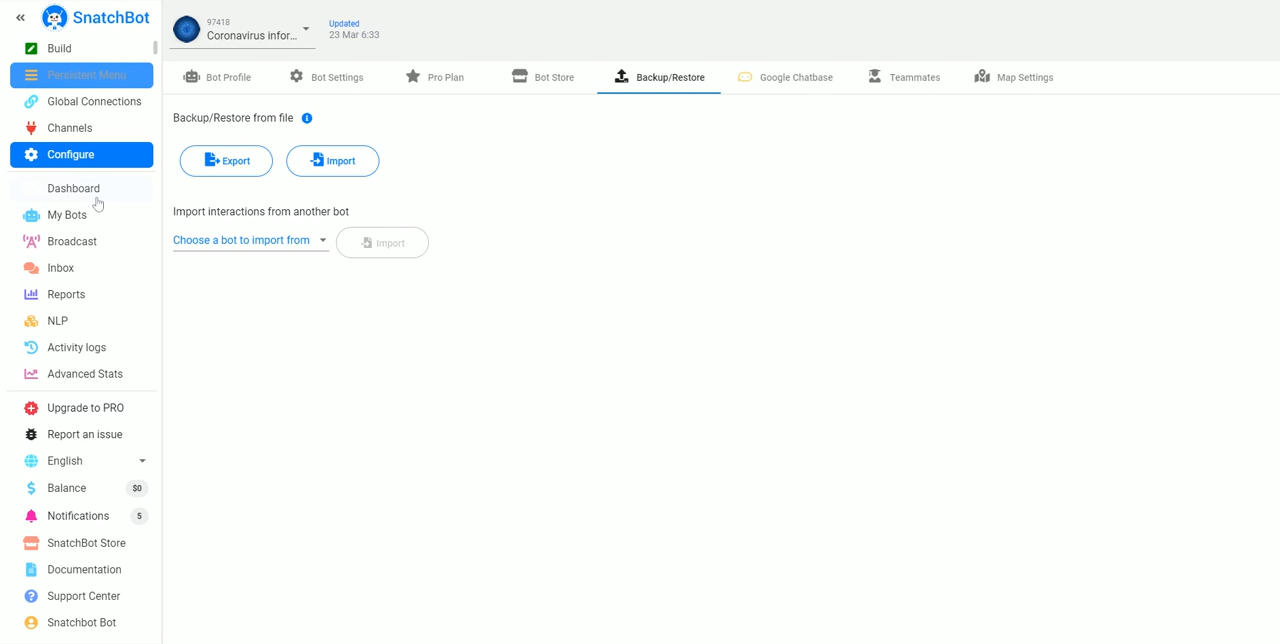 SnatchBot
Build
Persistent Menu
Global Connections
Channels
Configure
Dashboard
My Bots
Broadcast
Inbox
Reports
NLP
Activity logs
Advanced Stats
Upgrade to PRO
Report an issue
English
Balance $0
Notifications 5
SnatchBot Store
Documentation
Support Center
Snatchbot Bot
97418
Coronavirus infor...
Updated
23 Mar 6:33
Bot Profile
Bot Settings
Pro Plan
Bot Store
Backup/Restore
Google Chatbase
Teammates
Map Settings
Backup/Restore from file
Export
Import
Import interactions from another bot
Choose a bot to import from
Import